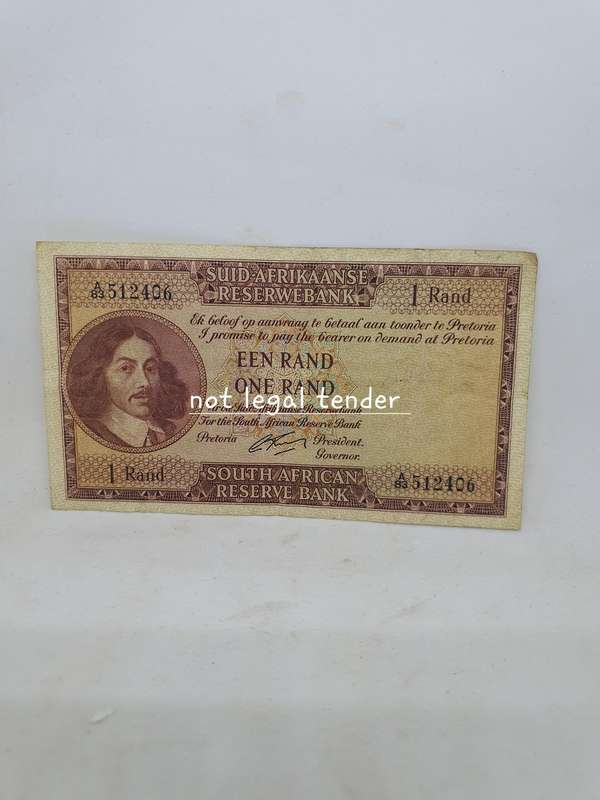 SUID-AFRIKAANSE
RESERWEBANK
A/83 512406
1 Rand
Ek beloof op aanvraag te betaal aan toonder te Pretoria
I promise to pay the bearer on demand at Pretoria
EEN RAND
ONE RAND
not legal tender
For the South African Reserve Bank
Pretoria
President.
Governor.
1 Rand
SOUTH AFRICAN
RESERVE BANK
A/83 512406